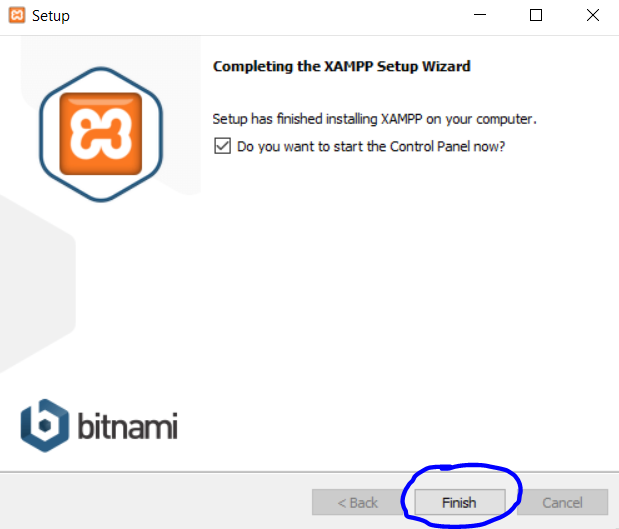 Setup
Completing the XAMPP Setup Wizard
Setup has finished installing XAMPP on your computer.
Do you want to start the Control Panel now?
bitnami
< Back
Finish
Cancel